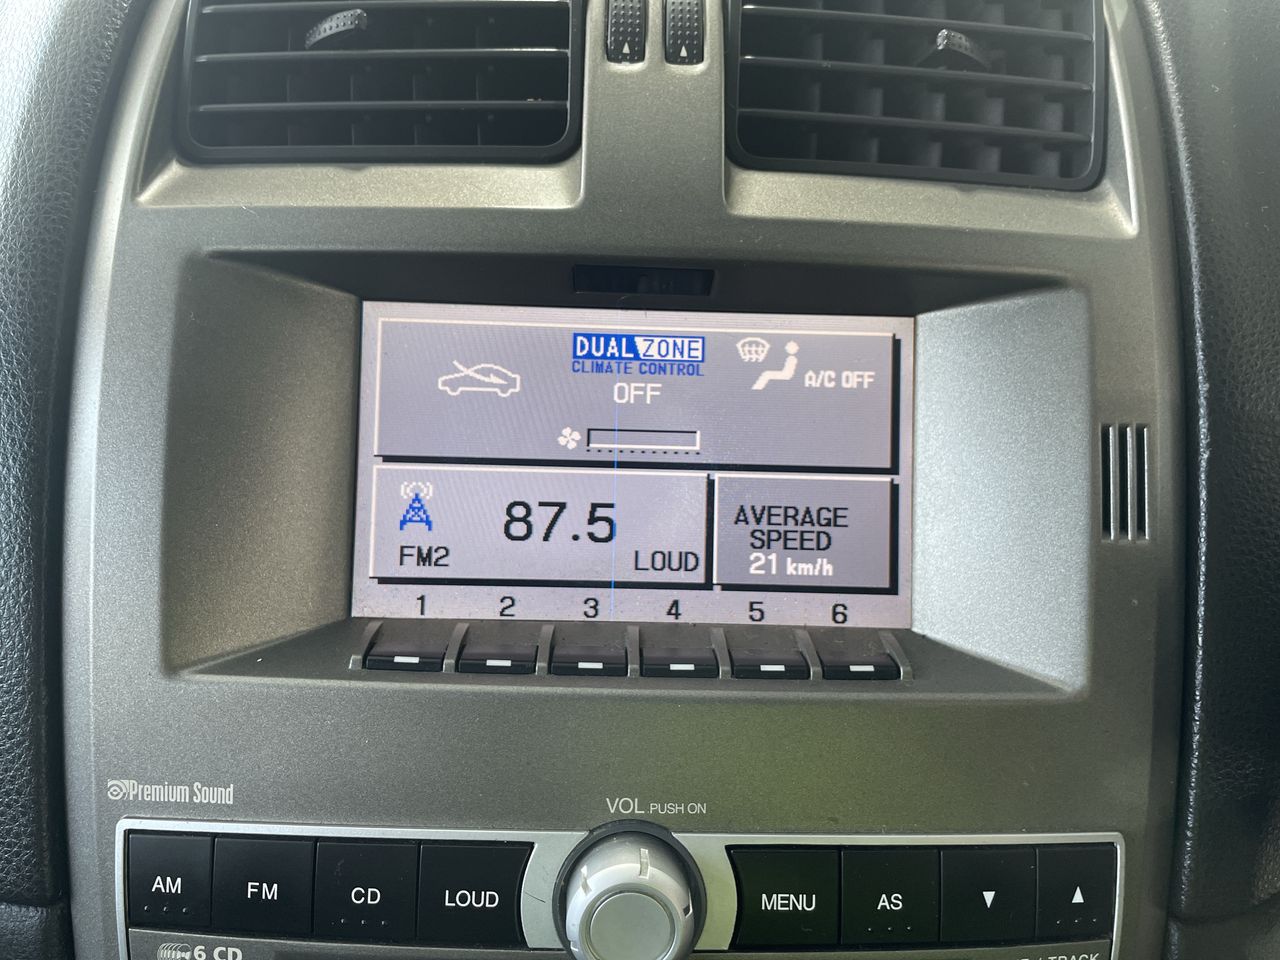 DUAL ZONE
CLIMATE CONTROL
OFF
A/C OFF
87.5
FM2
LOUD
AVERAGE
SPEED
21 km/h
1 2 3 4 5 6
Premium Sound
VOL PUSH ON
AM FM CD LOUD MENU AS
6 CD
/ TRACK